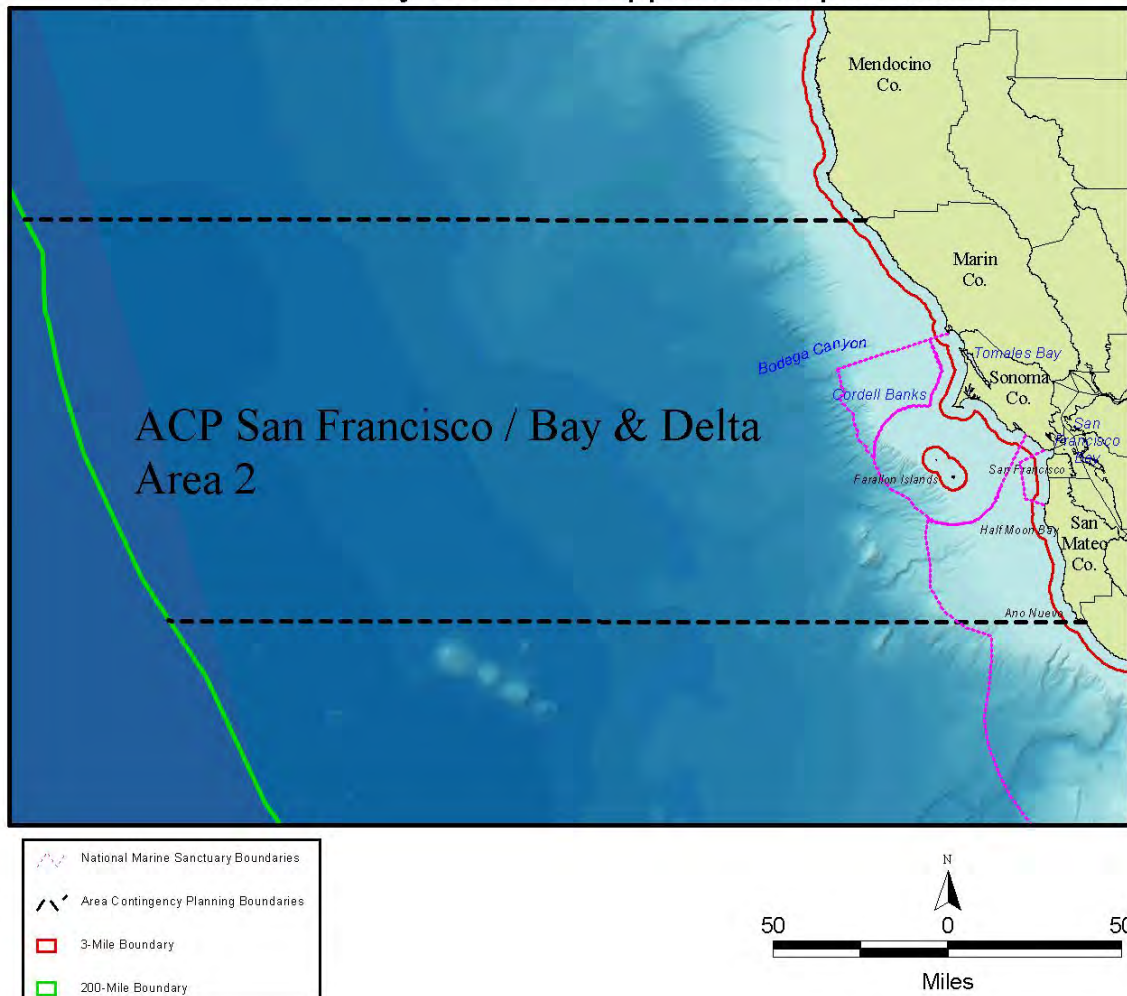 Mendocino
Co.
Marin
Co.
Bodega Canyon
Tomales Bay
Sonoma
Co.
Cordell Banks
San
Francisco
Bay
ACP San Francisco / Bay & Delta
Area 2
San Francisco
Farallon Islands
Half Moon Bay
San
Mateo
Co.
Ano Nuevo
National Marine Sanctuary Boundaries
Area Contingency Planning Boundaries
3-Mile Boundary
200-Mile Boundary
N
50 0 50
Miles